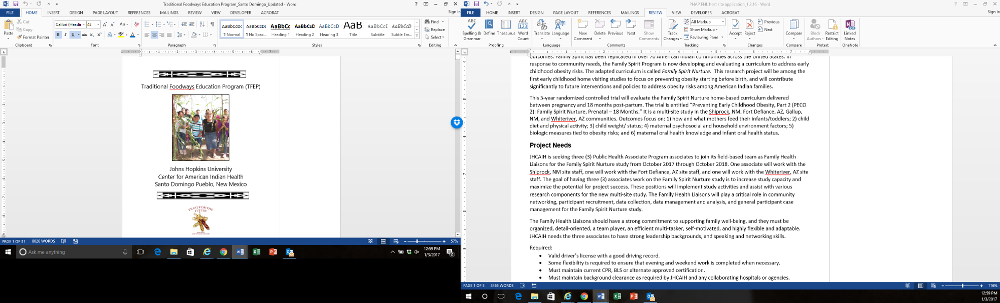 Traditional Foodways Education Program_Santo Domingo_Updated - Word
Sign in
FILE HOME INSERT DESIGN PAGE LAYOUT REFERENCES MAILINGS REVIEW VIEW DEVELOPER ACROBAT
Paste
Cut
Copy
Format Painter
Clipboard
Calibri (Headir 48
Font
Paragraph
AaBbCcDc AaBbCcDc AaBbCc AaBbCcD AaBbCcD AaB AaBbCcI AaBbCcD
¶ Normal ¶ No Spac... Heading 1 Heading 2 Heading 3 Title Subtitle Subtle Em...
Styles
Find
Replace
Select
Editing
Traditional Foodways Education Program (TFEP)
Johns Hopkins University
Center for American Indian Health
Santo Domingo Pueblo, New Mexico
FEAST FOR THE
FUTURE
PAGE 1 OF 31 8026 WORDS
57%
Ask me anything
12:59 PM
1/3/2017
PHAP FHL host site application_1.3.16 - Word
Sign in
FILE HOME INSERT DESIGN PAGE LAYOUT REFERENCES MAILINGS REVIEW VIEW DEVELOPER ACROBAT
Spelling & Grammar
Define
Thesaurus
Word Count
Proofing
Translate
Language
Language
New Comment
Delete
Previous
Next
Show Comments
Comments
Track Changes
All Markup
Show Markup
Reviewing Pane
Tracking
Accept
Reject
Previous
Next
Changes
Compare
Compare
Block Authors
Restrict Editing
Protect
Linked Notes
OneNote
outcomes. Family Spirit has been replicated in over 70 American Indian communities across the United States. In
response to community needs, the Family Spirit Program is now developing and evaluating a curriculum to address early
childhood obesity risks. The adapted curriculum is called Family Spirit Nurture. This research project will be among the
first early childhood home visiting studies to focus on preventing obesity starting before birth, and will contribute
significantly to future interventions and policies to address obesity risks among American Indian families.
This 5-year randomized controlled trial will evaluate the Family Spirit Nurture home-based curriculum delivered
between pregnancy and 18 months post-partum. The trial is entitled “Preventing Early Childhood Obesity, Part 2 (PECO
2): Family Spirit Nurture, Prenatal – 18 Months.” It is a multi-site study in the Shiprock, NM, Fort Defiance, AZ, Gallup,
NM, and Whiteriver, AZ communities. Outcomes focus on: 1) how and what mothers feed their infants/toddlers; 2) child
diet and physical activity; 3) child weight/ status; 4) maternal psychosocial and household environment factors; 5)
biologic measures tied to obesity risks; and 6) maternal oral health knowledge and infant oral health status.
Project Needs
JHCAIH is seeking three (3) Public Health Associate Program associates to join its field-based team as Family Health
Liaisons for the Family Spirit Nurture study from October 2017 through October 2018. One associate will work with the
Shiprock, NM site staff, one will work with the Fort Defiance, AZ site staff, and one will work with the Whiteriver, AZ site
staff. The goal of having three (3) associates work on the Family Spirit Nurture study is to increase study capacity and
maximize the potential for project success. These positions will implement study activities and assist with various
research components for the new multi-site study. The Family Health Liaisons will play a critical role in community
networking, participant recruitment, data collection, data management and analysis, and general participant case
management for the Family Spirit Nurture study.
The Family Health Liaisons should have a strong commitment to supporting family well-being, and they must be
organized, detail-oriented, a team player, an efficient multi-tasker, self-motivated, and highly flexible and adaptable.
JHCAIH needs the three associates to have strong leadership backgrounds, and speaking and networking skills.
Required:
• Valid driver’s license with a good driving record.
• Some flexibility is required to ensure that evening and weekend work is completed when necessary.
• Must maintain current CPR, BLS or alternate approved certification.
• Must maintain background clearance as required by JHCAIH and any collaborating hospitals or agencies.
PAGE 1 OF 5 2465 WORDS
116%
12:59 PM
1/3/2017